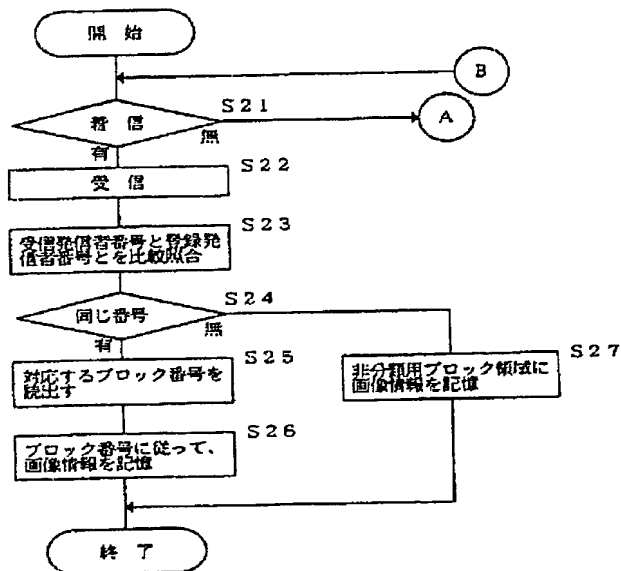 開始
B
S21
A
着信
無
有
S22
受信
S23
受信発信者番号と登録発
信者番号とを比較照合
S24
同じ番号
無
有
S25
S27
対応するブロック番号を
読出す
非分類用ブロック領域に
画像情報を記憶
S26
ブロック番号に従って、
画像情報を記憶
終了